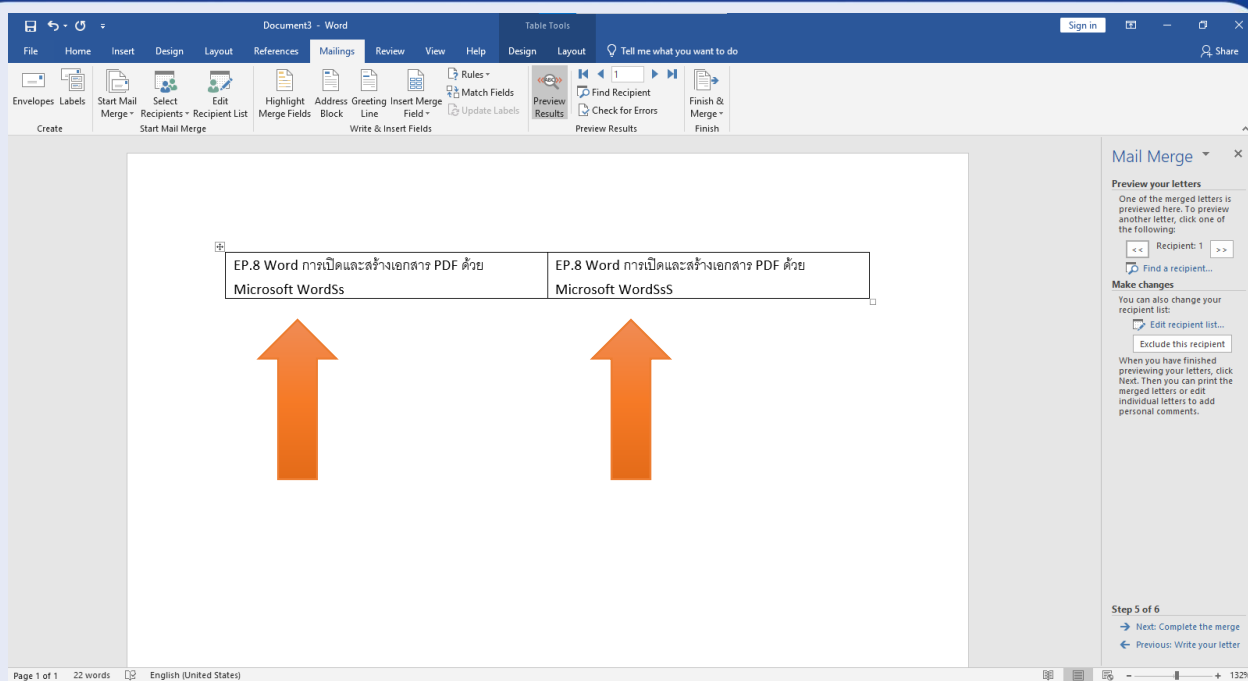 Document3 - Word
Table Tools
Sign in
File Home Insert Design Layout References Mailings Review View Help Design Layout Tell me what you want to do
Share
Envelopes Labels
Create
Start Mail Merge
Select Recipients
Edit Recipient List
Start Mail Merge
Highlight Merge Fields
Address Block
Greeting Line
Insert Merge Field
Rules
Match Fields
Update Labels
Write & Insert Fields
ABC
Preview Results
1
Find Recipient
Check for Errors
Preview Results
Finish & Merge
Finish
EP.8 Word การเปิดและสร้างเอกสาร PDF ด้วย
Microsoft WordSs
EP.8 Word การเปิดและสร้างเอกสาร PDF ด้วย
Microsoft WordSsS
Mail Merge
Preview your letters
One of the merged letters is
previewed here. To preview
another letter, click one of
the following:
<< Recipient: 1 >>
Find a recipient...
Make changes
You can also change your
recipient list:
Edit recipient list...
Exclude this recipient
When you have finished
previewing your letters, click
Next. Then you can print the
merged letters or edit
individual letters to add
personal comments.
Step 5 of 6
Next: Complete the merge
Previous: Write your letter
Page 1 of 1 22 words English (United States)
132%